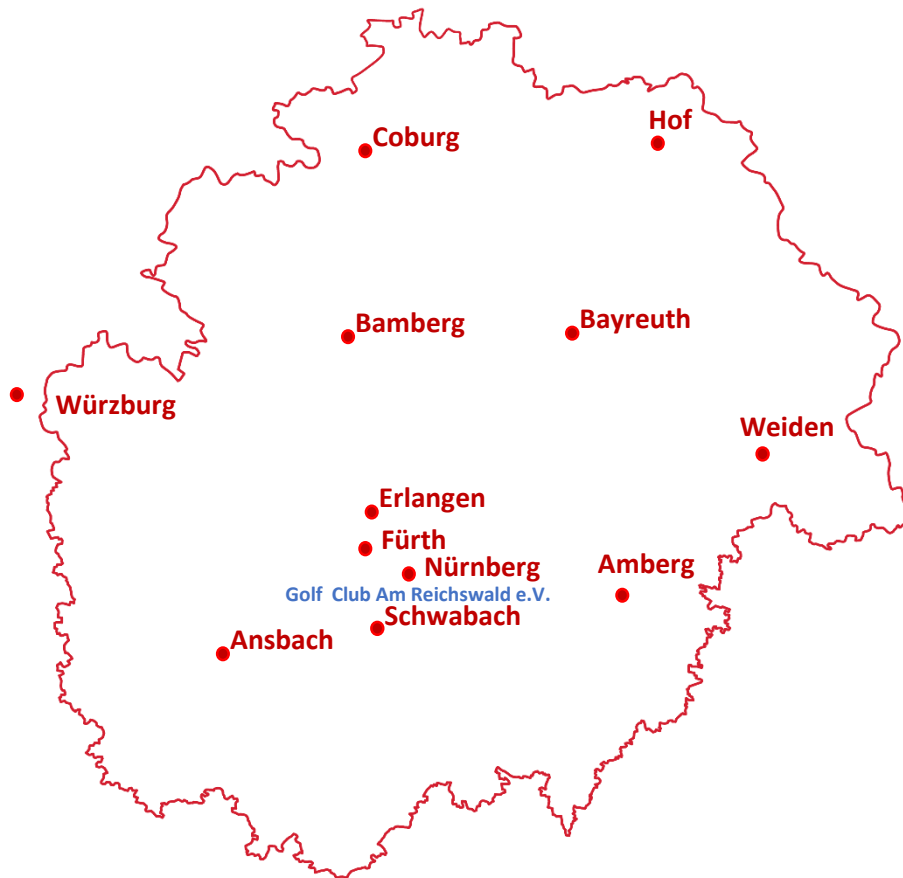 Hof
Coburg
Bayreuth
Bamberg
Würzburg
Weiden
Erlangen
Fürth
Nürnberg
Amberg
Golf Club Am Reichswald e.V.
Schwabach
Ansbach